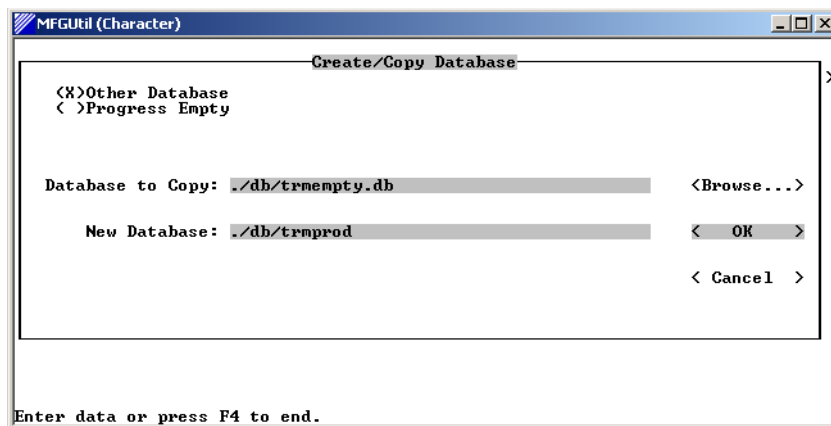 MFGUtil (Character)
Create/Copy Database
(X)Other Database
( )Progress Empty
Database to Copy: ./db/trmempty.db <Browse...>
New Database: ./db/trmprod < OK >
< Cancel >
Enter data or press F4 to end.